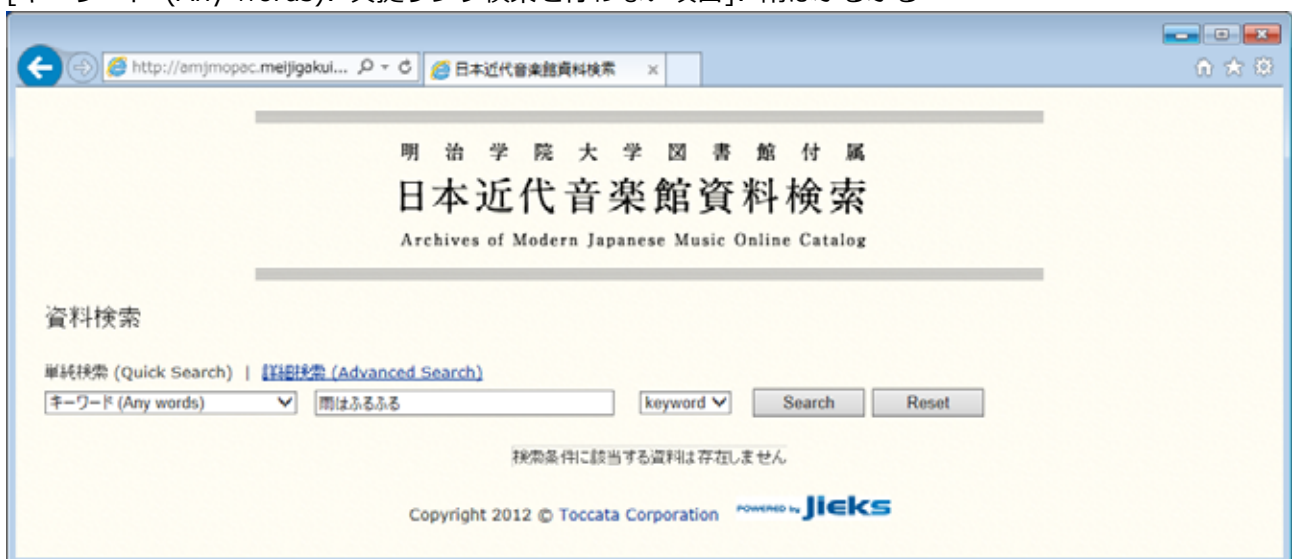 http://amjmopac.meijigakui... 日本近代音楽館資料検索
明治学院大学図書館付属
日本近代音楽館資料検索
Archives of Modern Japanese Music Online Catalog
資料検索
単純検索 (Quick Search) | 詳細検索 (Advanced Search)
キーワード (Any words) 雨はふるふる keyword Search Reset
検索条件に該当する資料は存在しません
Copyright 2012 © Toccata Corporation POWERED by Jieks